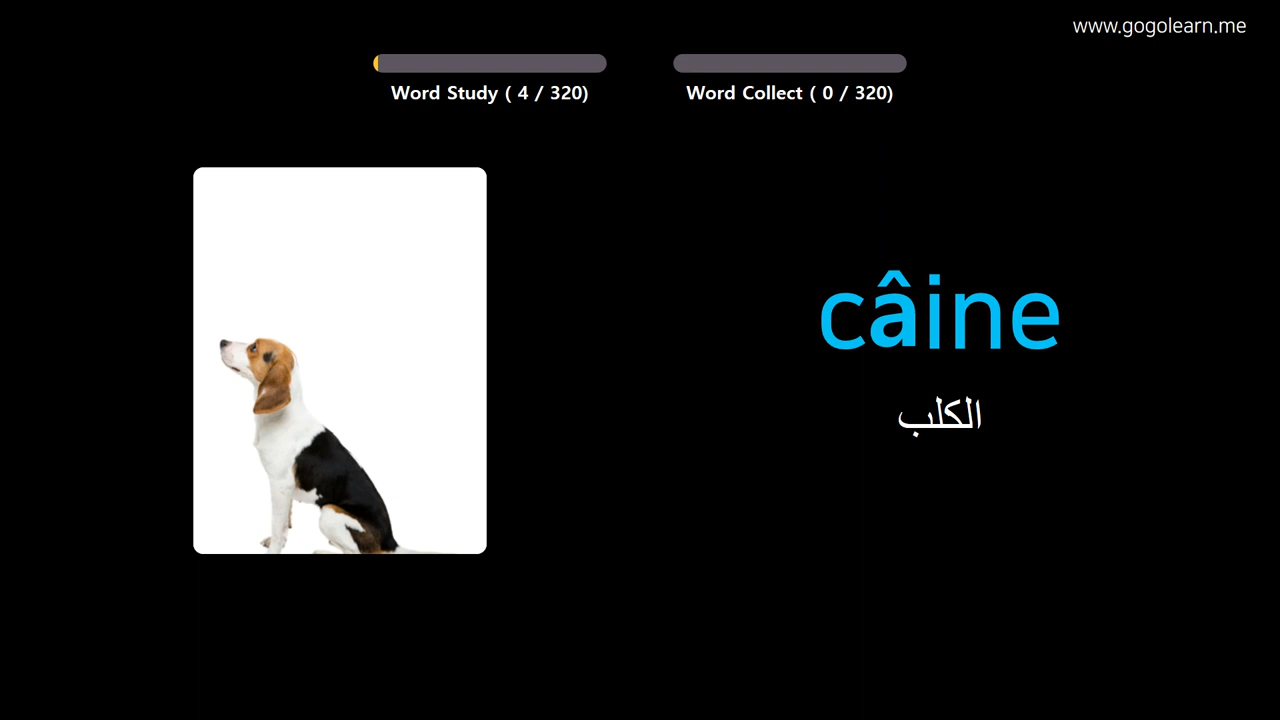 www.gogolearn.me
Word Study ( 4 / 320)
Word Collect ( 0 / 320)
câine
الكلب